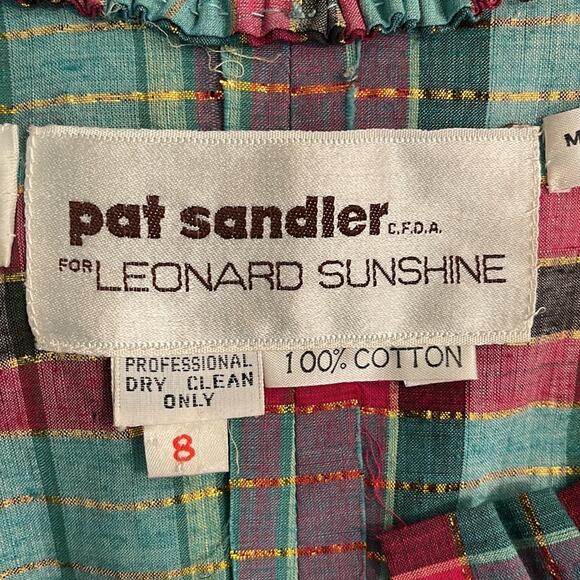 pat sandler C.F.D.A.
FOR LEONARD SUNSHINE
PROFESSIONAL
DRY CLEAN
ONLY
100% COTTON
8
M